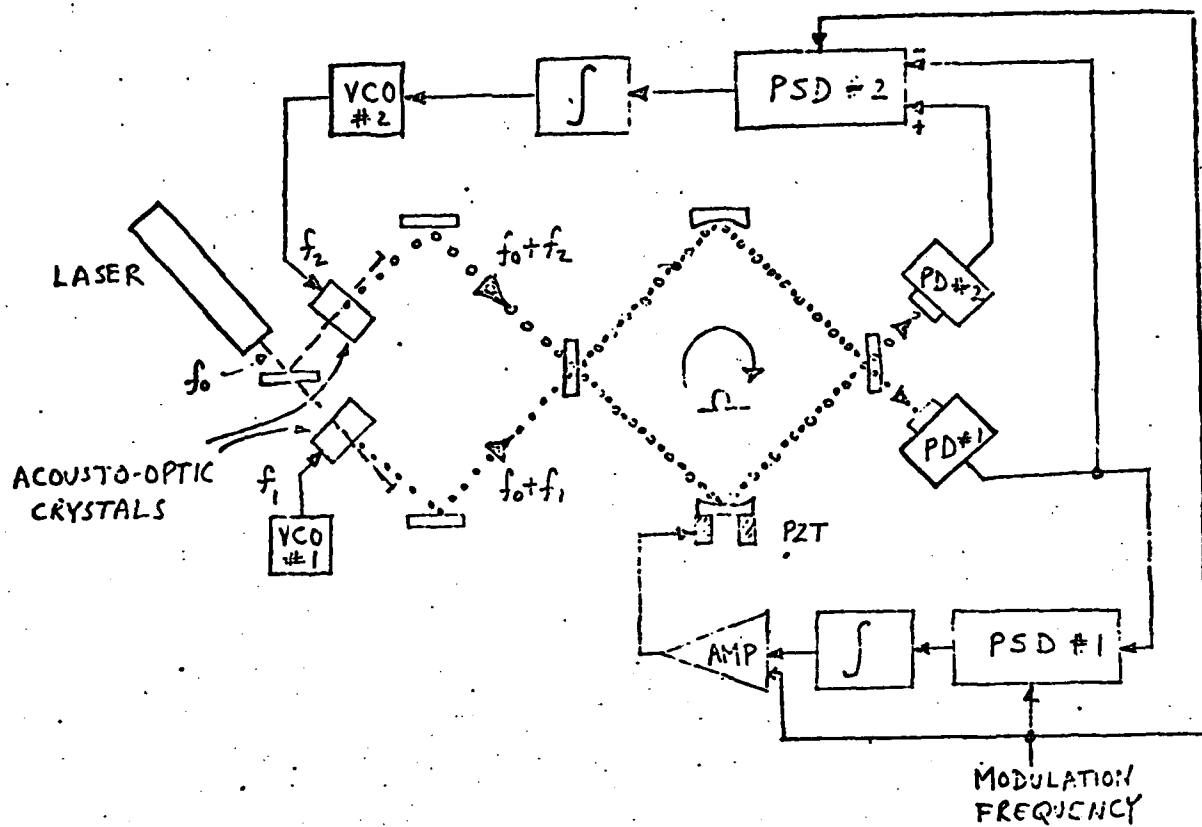 VCO
#2
∫
PSD #2
-
+
LASER
f₂
f₀+f₂
PD #2
f₀
Ω
PD #1
ACOUSTO-OPTIC
CRYSTALS
f₁
f₀+f₁
VCO
#1
PZT
AMP
∫
PSD #1
MODULATION
FREQUENCY